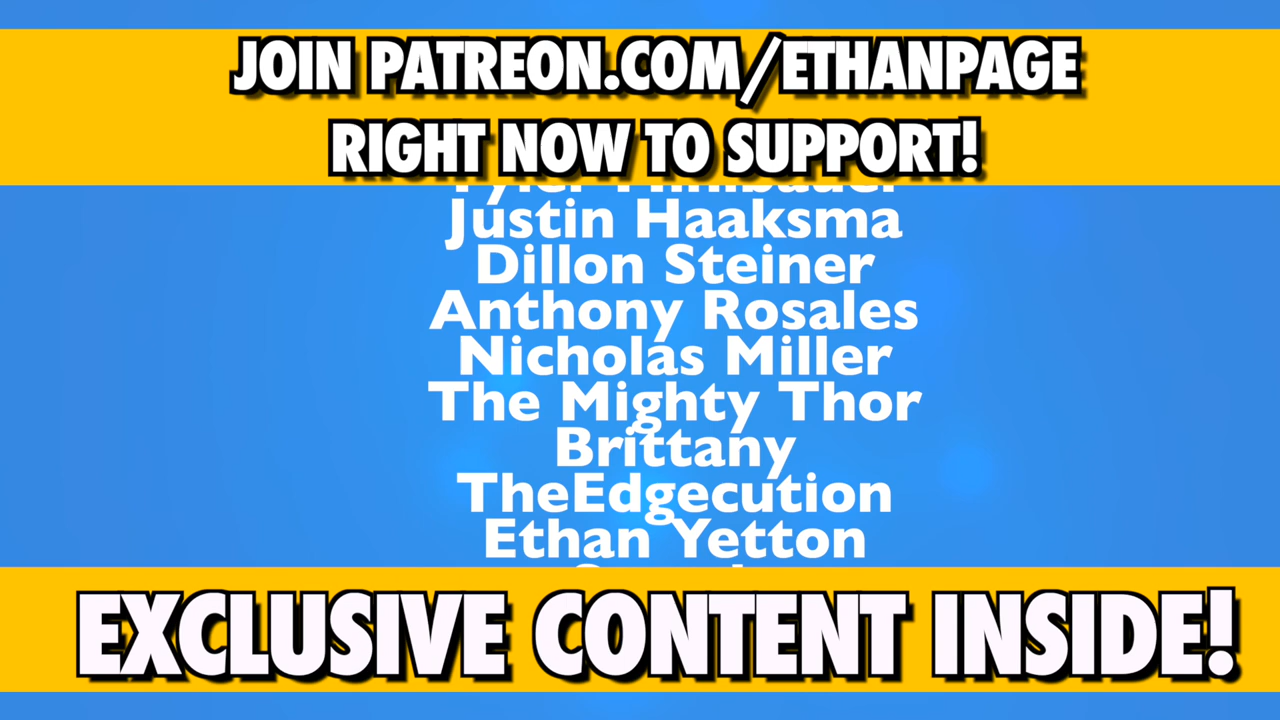 JOIN PATREON.COM/ETHANPAGE
RIGHT NOW TO SUPPORT!
Tyler
Justin Haaksma
Dillon Steiner
Anthony Rosales
Nicholas Miller
The Mighty Thor
Brittany
TheEdgecution
Ethan Yetton
EXCLUSIVE CONTENT INSIDE!